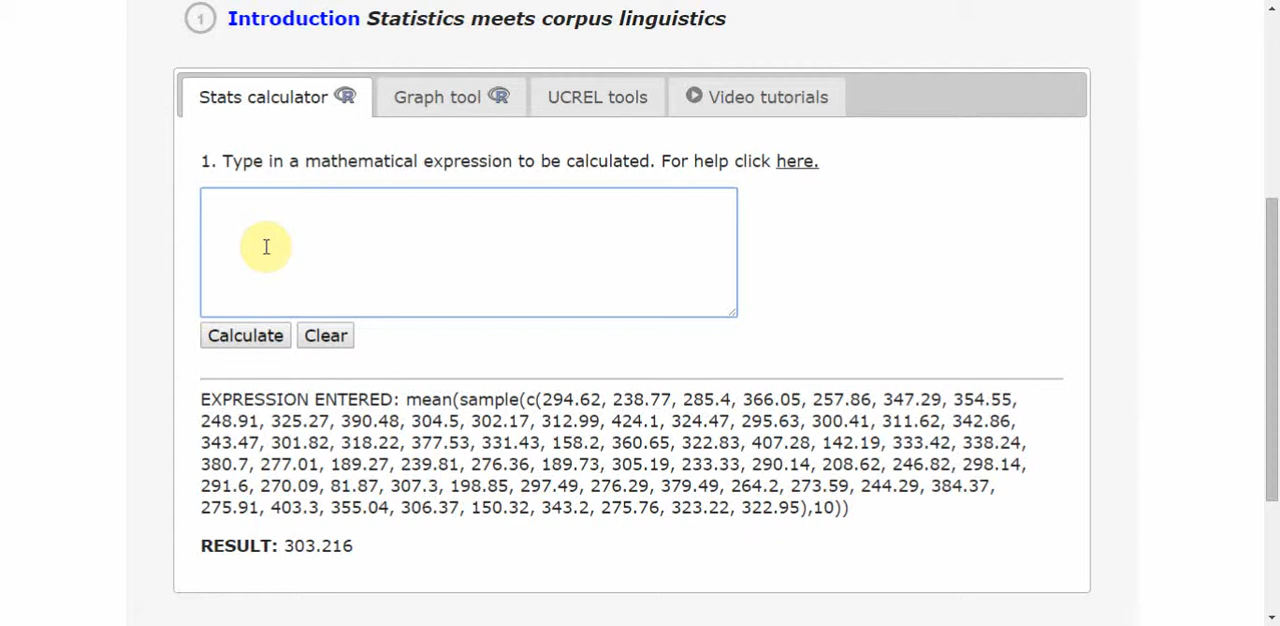 1 Introduction Statistics meets corpus linguistics
Stats calculator R Graph tool R UCREL tools Video tutorials
1. Type in a mathematical expression to be calculated. For help click here.
Calculate Clear
EXPRESSION ENTERED: mean(sample(c(294.62, 238.77, 285.4, 366.05, 257.86, 347.29, 354.55,
248.91, 325.27, 390.48, 304.5, 302.17, 312.99, 424.1, 324.47, 295.63, 300.41, 311.62, 342.86,
343.47, 301.82, 318.22, 377.53, 331.43, 158.2, 360.65, 322.83, 407.28, 142.19, 333.42, 338.24,
380.7, 277.01, 189.27, 239.81, 276.36, 189.73, 305.19, 233.33, 290.14, 208.62, 246.82, 298.14,
291.6, 270.09, 81.87, 307.3, 198.85, 297.49, 276.29, 379.49, 264.2, 273.59, 244.29, 384.37,
275.91, 403.3, 355.04, 306.37, 150.32, 343.2, 275.76, 323.22, 322.95),10))
RESULT: 303.216